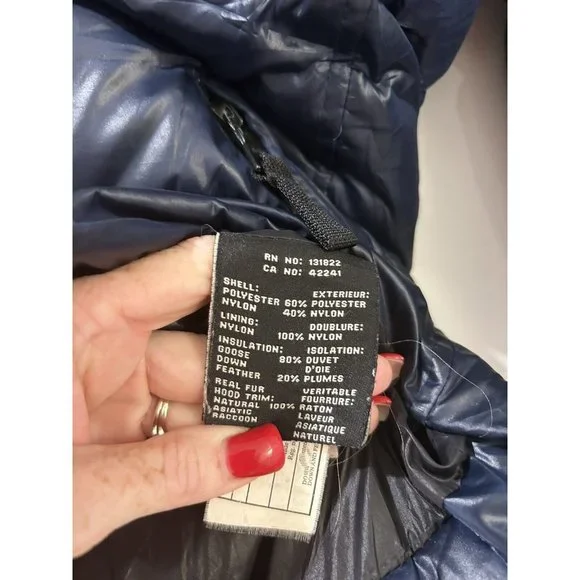 RN NO: 131822
CA NO: 42241
SHELL: EXTERIEUR:
POLYESTER 60% POLYESTER
NYLON 40% NYLON
LINING: DOUBLURE:
NYLON 100% NYLON
INSULATION: ISOLATION:
GOOSE 80% DUVET
DOWN D'OIE
FEATHER 20% PLUMES
REAL FUR VERITABLE
HOOD TRIM: FOURRURE:
NATURAL 100% RATON
ASIATIC LAVEUR
RACCOON ASIATIQUE
NATUREL